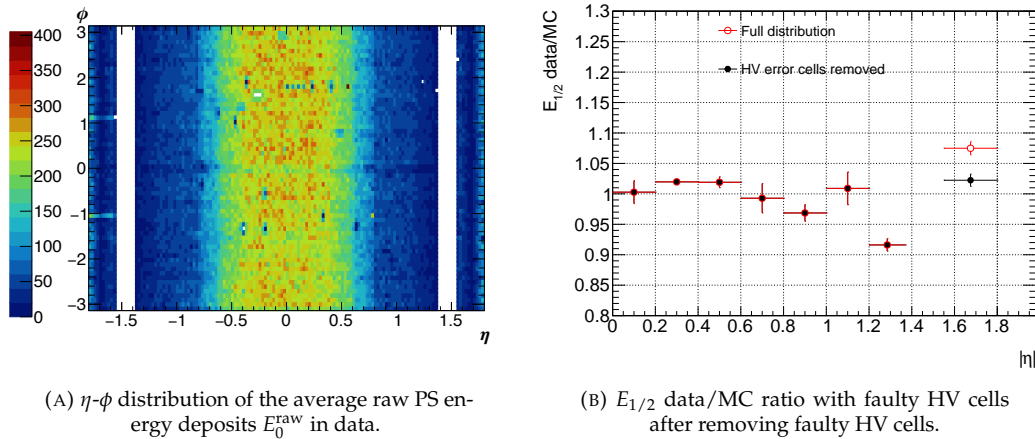 ϕ
400
350
300
250
200
150
100
50
0
3
2
1
0
−1
−2
−3
−1.5 −1 −0.5 0 0.5 1 1.5
η
E1/2 data/MC
1.3
1.25
1.2
1.15
1.1
1.05
1
0.95
0.9
0.85
0.8
Full distribution
HV error cells removed
0 0.2 0.4 0.6 0.8 1 1.2 1.4 1.6 1.8 2
|η|
(A) η-ϕ distribution of the average raw PS en-
ergy deposits E_0^raw in data.
(B) E1/2 data/MC ratio with faulty HV cells
after removing faulty HV cells.